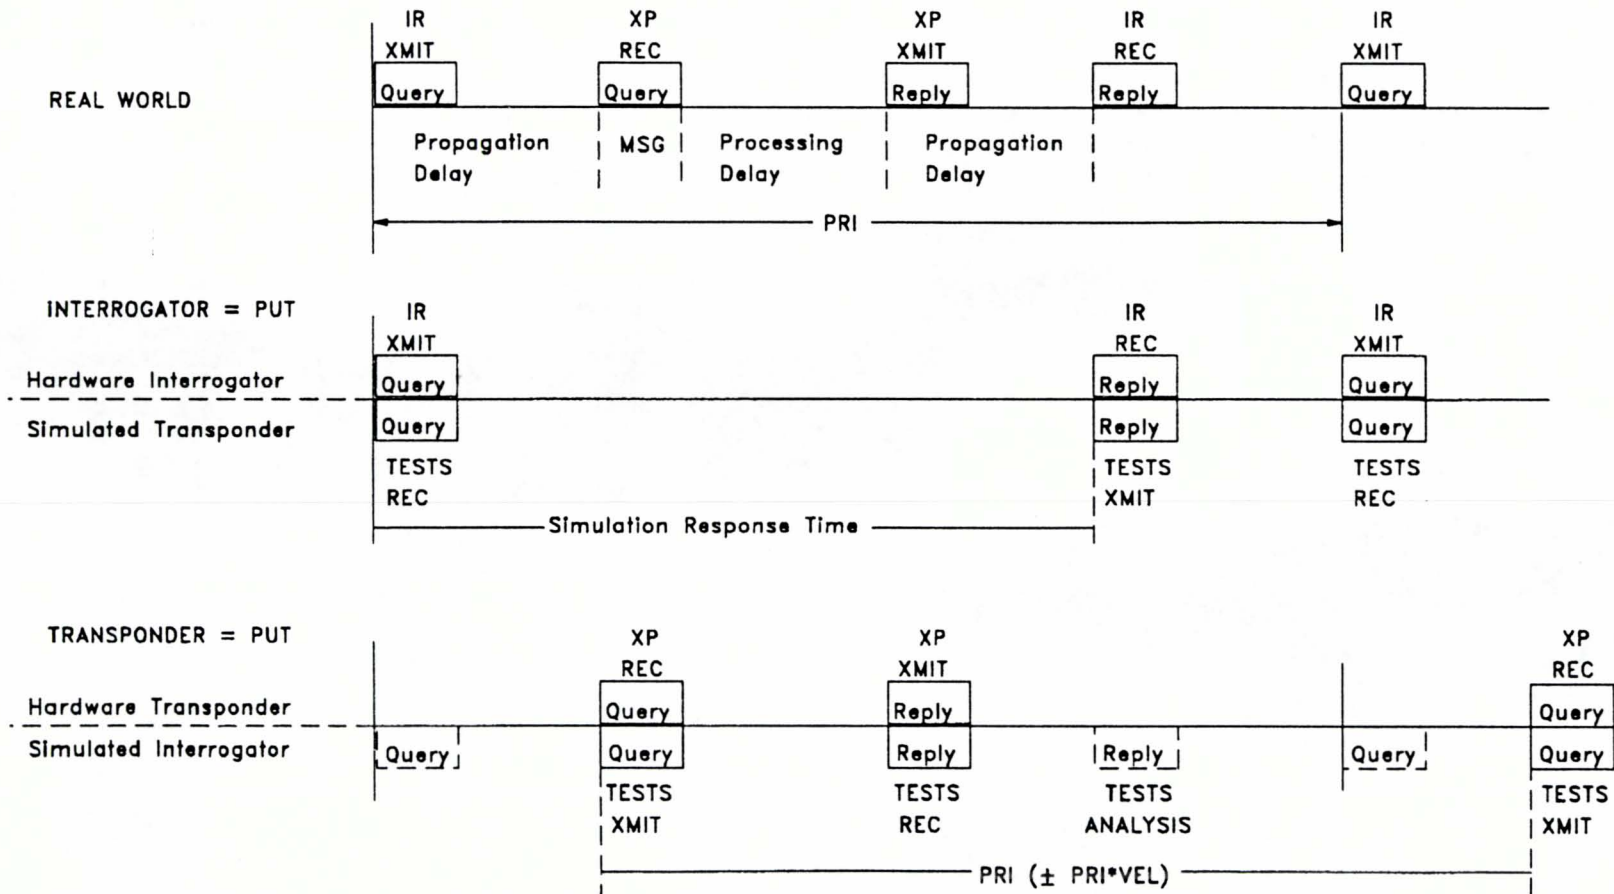 IR XP XP IR IR
XMIT REC XMIT REC XMIT
REAL WORLD Query Query Reply Reply Query
Propagation MSG Processing Propagation
Delay Delay Delay
PRI
INTERROGATOR = PUT IR IR IR
XMIT REC XMIT
Hardware Interrogator Query Reply Query
Simulated Transponder Query Reply Query
TESTS TESTS TESTS
REC XMIT REC
Simulation Response Time
TRANSPONDER = PUT XP XP XP
REC XMIT REC
Hardware Transponder Query Reply Query
Simulated Interrogator Query Query Reply Reply Query Query
TESTS TESTS TESTS TESTS
XMIT REC ANALYSIS XMIT
PRI (± PRI*VEL)